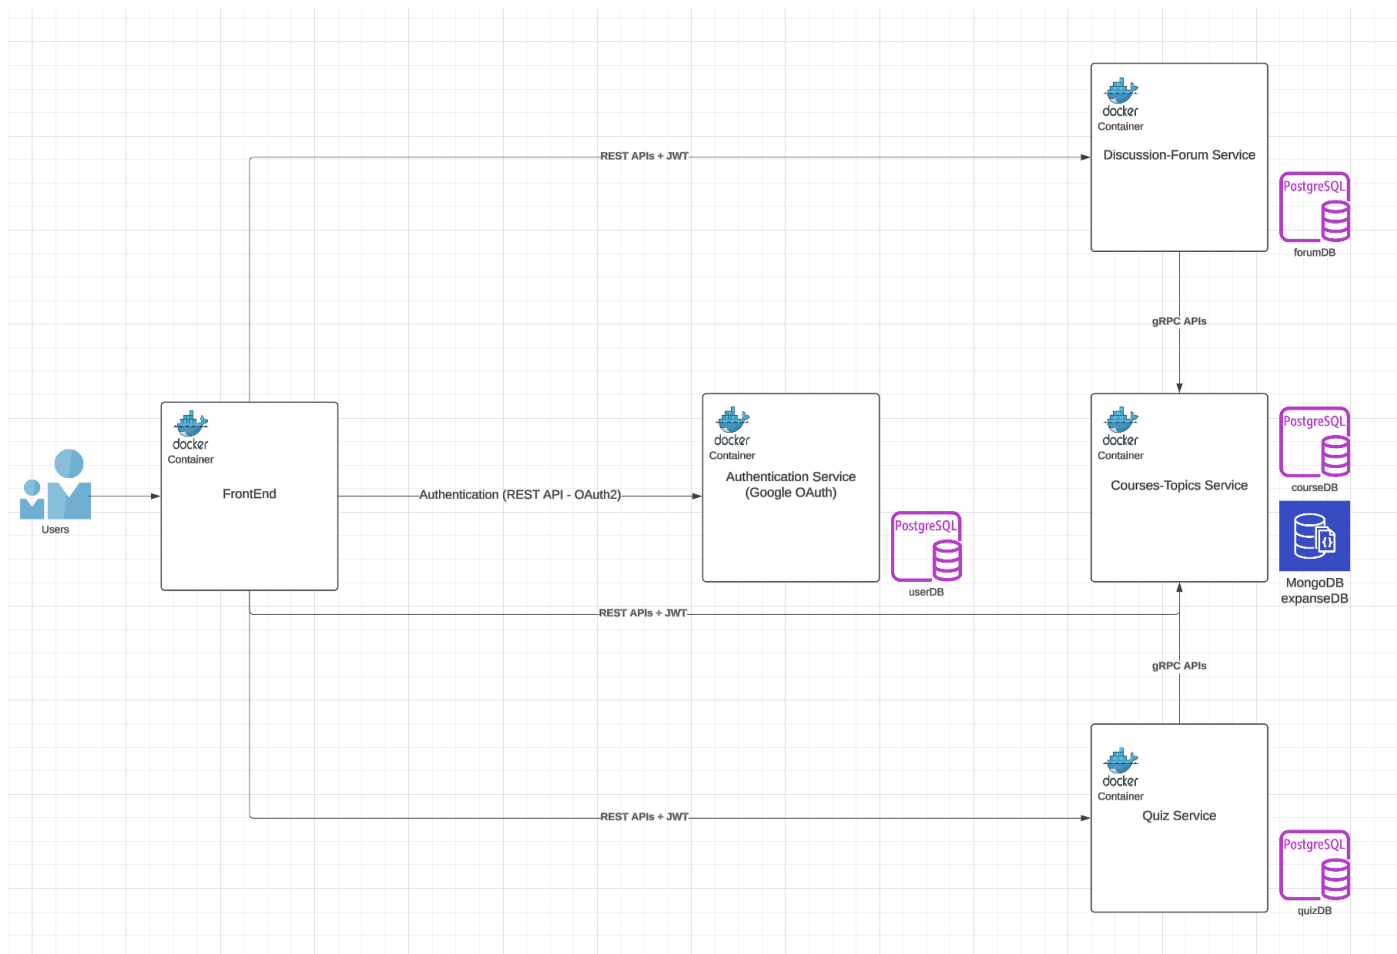 docker
Container
Discussion-Forum Service
REST APIs + JWT
PostgreSQL
forumDB
gRPC APIs
docker
Container
FrontEnd
Users
Authentication (REST API - OAuth2)
docker
Container
Authentication Service
(Google OAuth)
PostgreSQL
userDB
docker
Container
Courses-Topics Service
PostgreSQL
courseDB
MongoDB
expanseDB
REST APIs + JWT
gRPC APIs
docker
Container
Quiz Service
REST APIs + JWT
PostgreSQL
quizDB